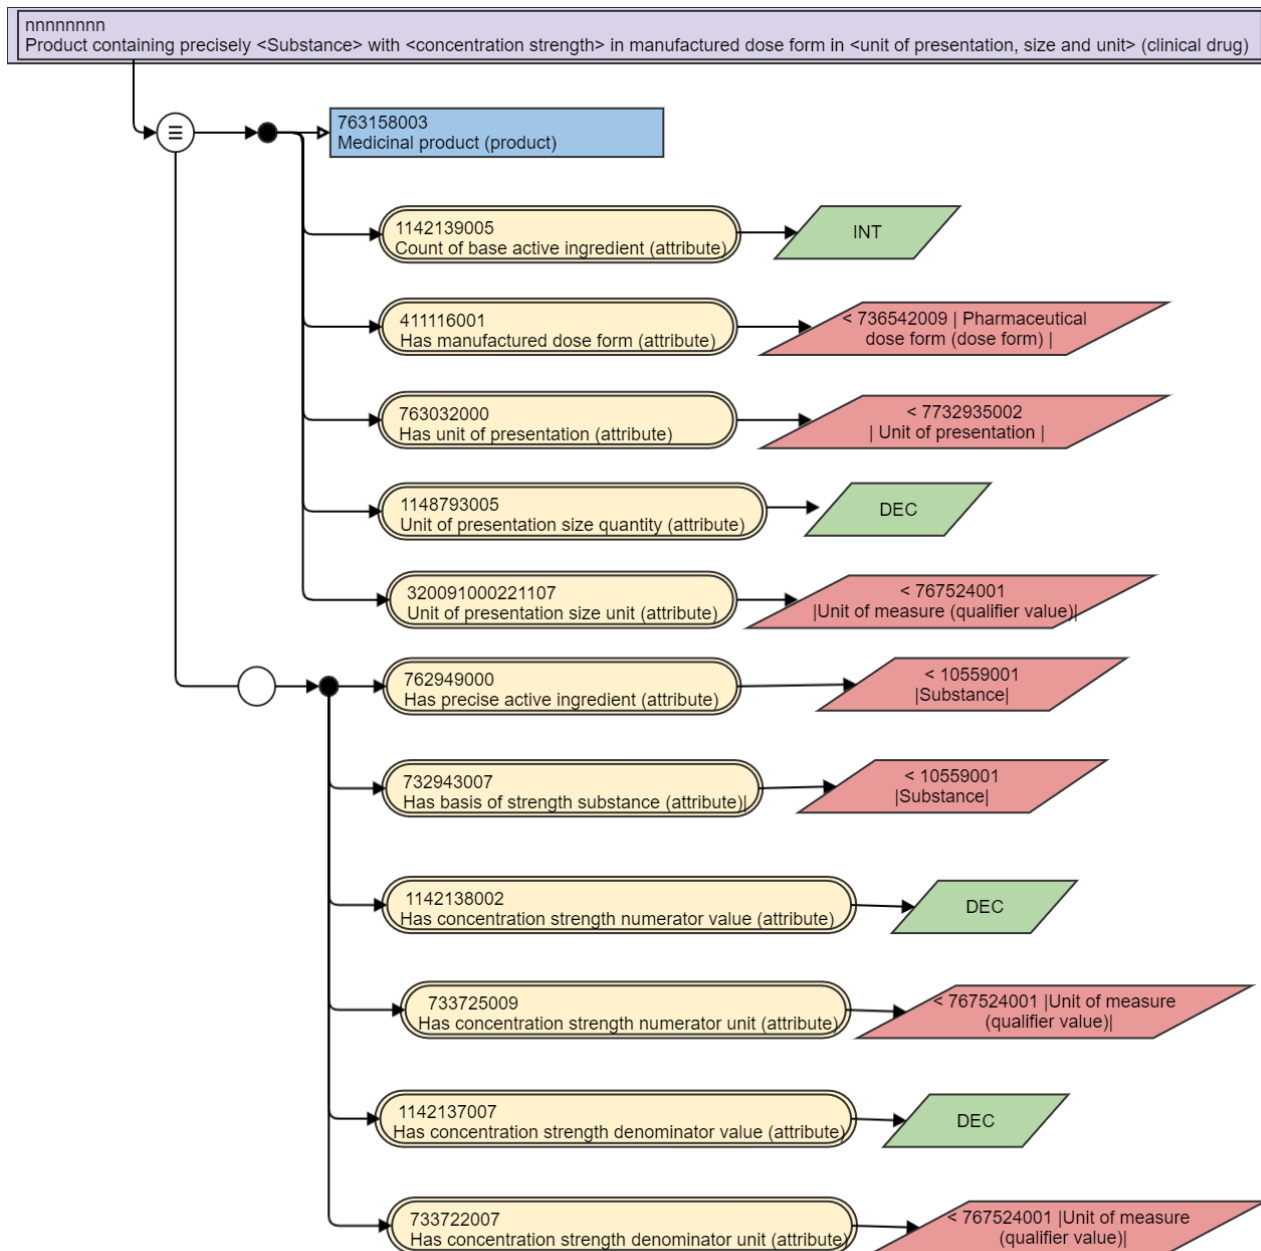 nnnnnnnn
Product containing precisely <Substance> with <concentration strength> in manufactured dose form in <unit of presentation, size and unit> (clinical drug)
763158003
Medicinal product (product)
1142139005
Count of base active ingredient (attribute)
INT
411116001
Has manufactured dose form (attribute)
< 736542009 | Pharmaceutical
dose form (dose form) |
763032000
Has unit of presentation (attribute)
< 7732935002
| Unit of presentation |
1148793005
Unit of presentation size quantity (attribute)
DEC
320091000221107
Unit of presentation size unit (attribute)
< 767524001
|Unit of measure (qualifier value)|
762949000
Has precise active ingredient (attribute)
< 10559001
|Substance|
732943007
Has basis of strength substance (attribute)|
< 10559001
|Substance|
1142138002
Has concentration strength numerator value (attribute)
DEC
733725009
Has concentration strength numerator unit (attribute)
< 767524001 |Unit of measure
(qualifier value)|
1142137007
Has concentration strength denominator value (attribute)
DEC
733722007
Has concentration strength denominator unit (attribute)
< 767524001 |Unit of measure
(qualifier value)|